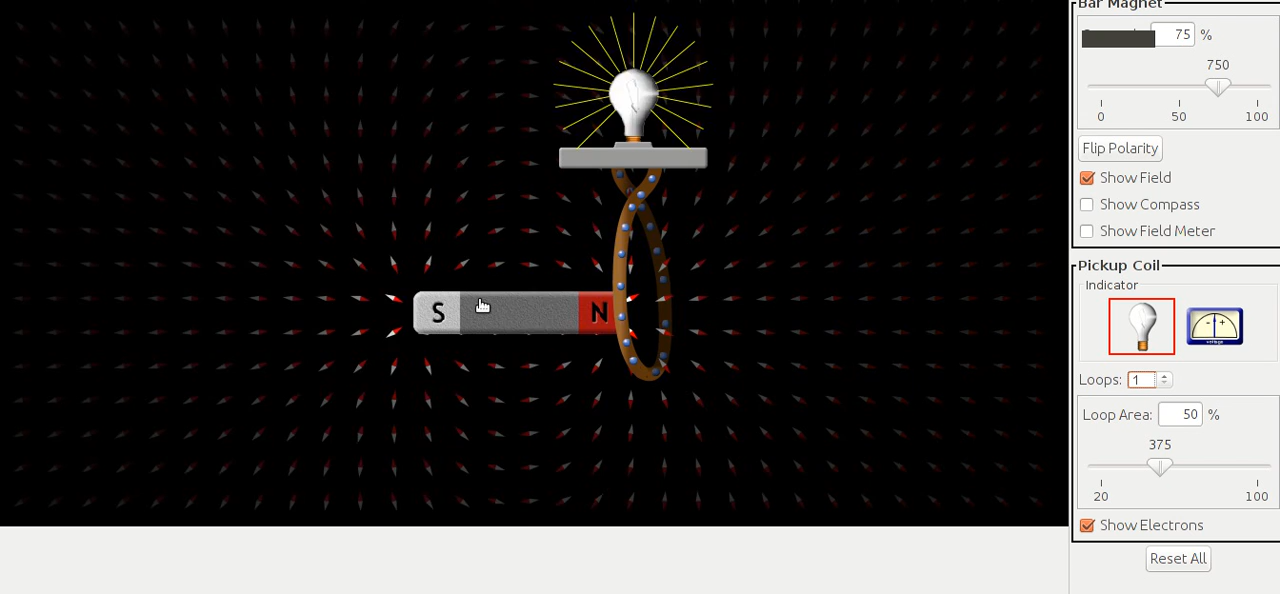 Bar Magnet
75 %
750
0 50 100
Flip Polarity
Show Field
Show Compass
Show Field Meter
S N
Pickup Coil
Indicator
- +
voltage
Loops: 1
Loop Area: 50 %
375
20 100
Show Electrons
Reset All